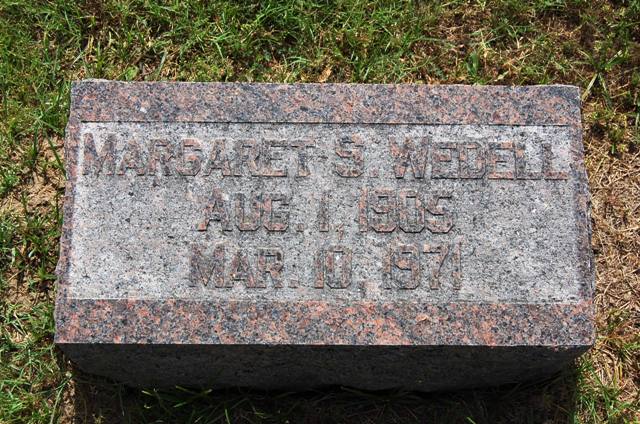 MARGARET S. WEDELL
AUG. 1, 1905
MAR. 10, 1971